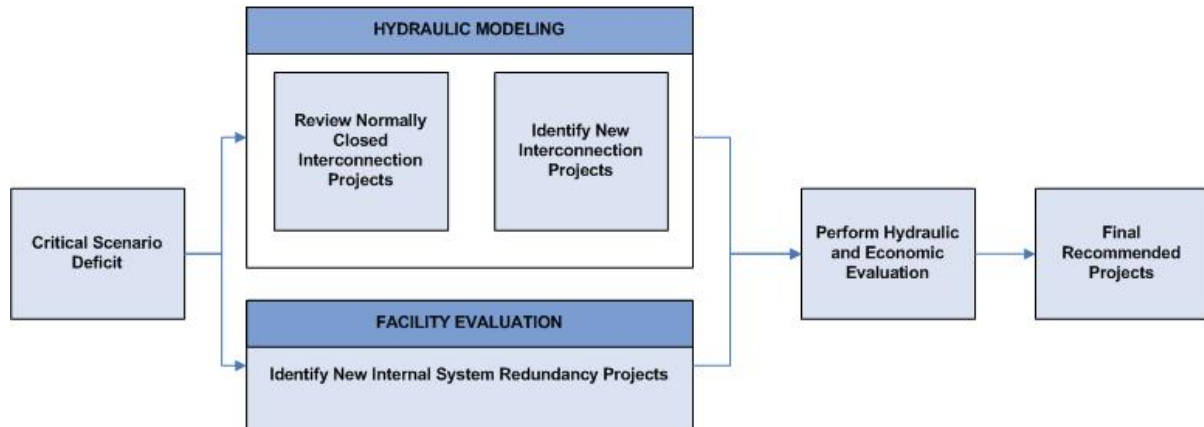 HYDRAULIC MODELING
Review Normally
Closed
Interconnection
Projects
Identify New
Interconnection
Projects
Critical Scenario
Deficit
Perform Hydraulic
and Economic
Evaluation
Final
Recommended
Projects
FACILITY EVALUATION
Identify New Internal System Redundancy Projects